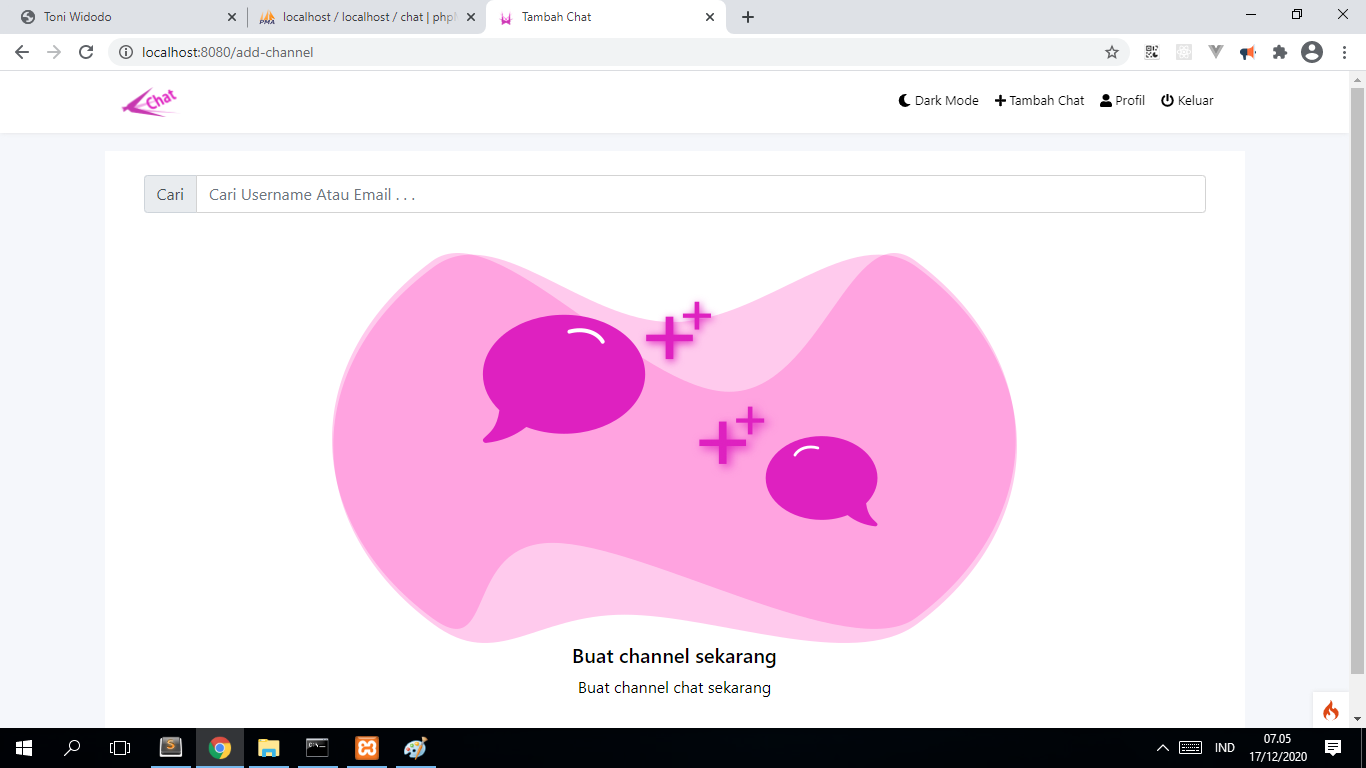 Toni Widodo
localhost / localhost / chat | php
Tambah Chat
localhost:8080/add-channel
Chat
Dark Mode
Tambah Chat
Profil
Keluar
Cari
Cari Username Atau Email . . .
Buat channel sekarang
Buat channel chat sekarang
IND
07.05
17/12/2020